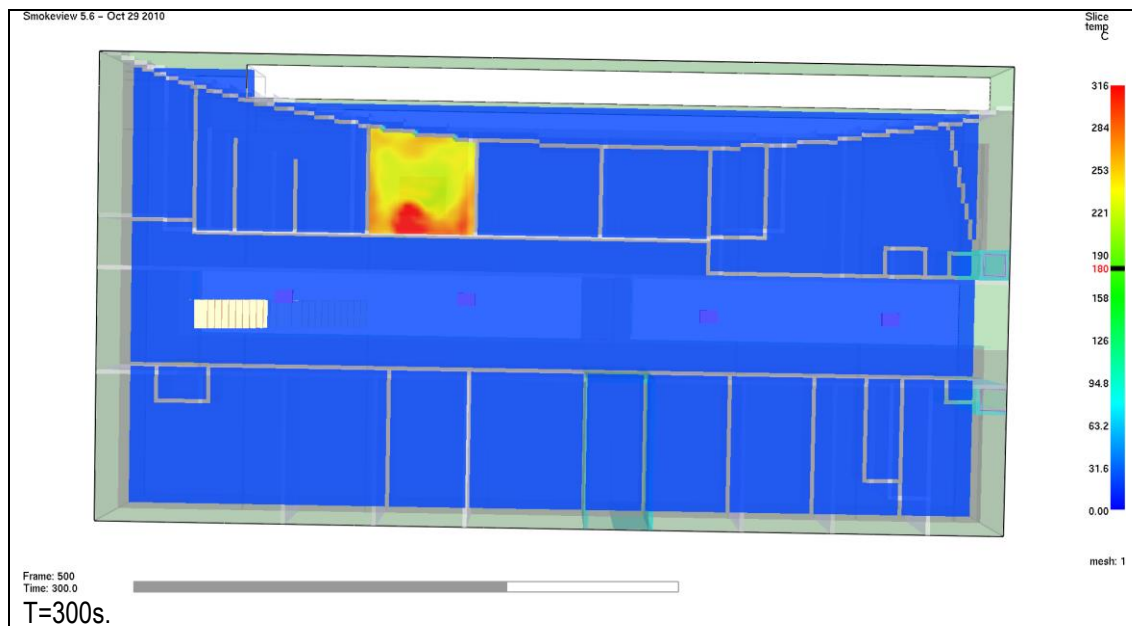 Smokeview 5.6 – Oct 29 2010
Slice
temp
C
316
284
253
221
190
180
158
126
94.8
63.2
31.6
0.00
mesh: 1
Frame: 500
Time: 300.0
T=300s.